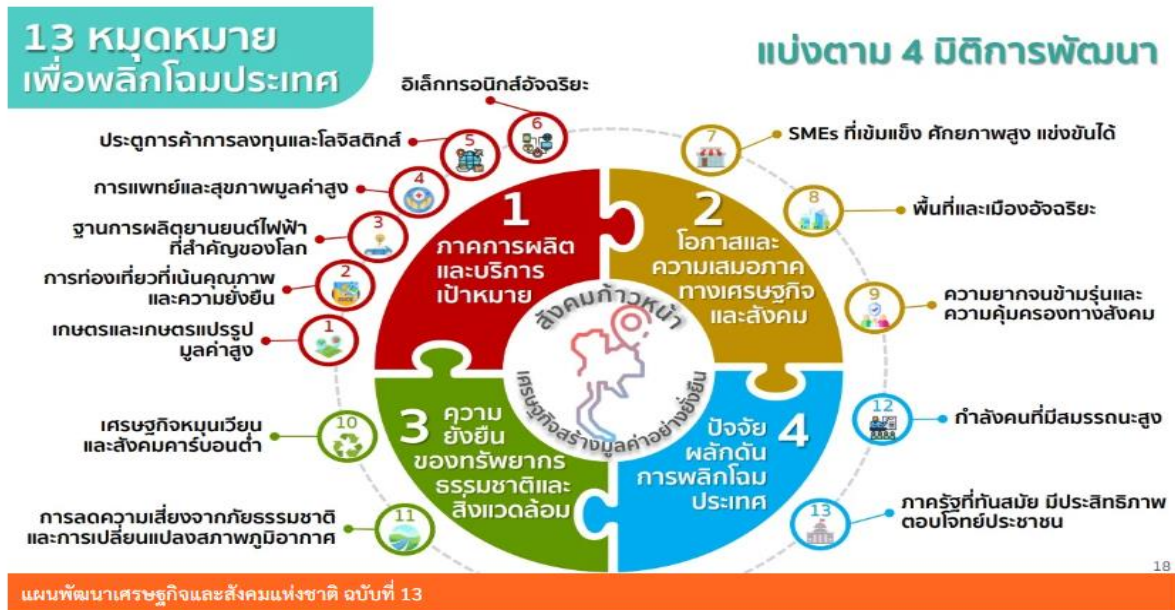 13 หมุดหมาย
เพื่อพลิกโฉมประเทศ
แบ่งตาม 4 มิติการพัฒนา
อิเล็กทรอนิกส์อัจฉริยะ
6
ประตูการค้าการลงทุนและโลจิสติกส์
5
การแพทย์และสุขภาพมูลค่าสูง
4
ฐานการผลิตยานยนต์ไฟฟ้า
ที่สำคัญของโลก
3
การท่องเที่ยวที่เน้นคุณภาพ
และความยั่งยืน
2
เกษตรและเกษตรแปรรูป
มูลค่าสูง
1
1
ภาคการผลิต
และบริการ
เป้าหมาย
2
โอกาสและ
ความเสมอภาค
ทางเศรษฐกิจ
และสังคม
7
SMEs ที่เข้มแข็ง ศักยภาพสูง แข่งขันได้
8
พื้นที่และเมืองอัจฉริยะ
9
ความยากจนข้ามรุ่นและ
ความคุ้มครองทางสังคม
สังคมก้าวหน้า
เศรษฐกิจสร้างมูลค่าอย่างยั่งยืน
3
ความ
ยั่งยืน
ของทรัพยากร
ธรรมชาติและ
สิ่งแวดล้อม
10
เศรษฐกิจหมุนเวียน
และสังคมคาร์บอนต่ำ
11
การลดความเสี่ยงจากภัยธรรมชาติ
และการเปลี่ยนแปลงสภาพภูมิอากาศ
4
ปัจจัย
ผลักดัน
การพลิกโฉม
ประเทศ
12
กำลังคนที่มีสมรรถนะสูง
13
ภาครัฐที่ทันสมัย มีประสิทธิภาพ
ตอบโจทย์ประชาชน
18
แผนพัฒนาเศรษฐกิจและสังคมแห่งชาติ ฉบับที่ 13